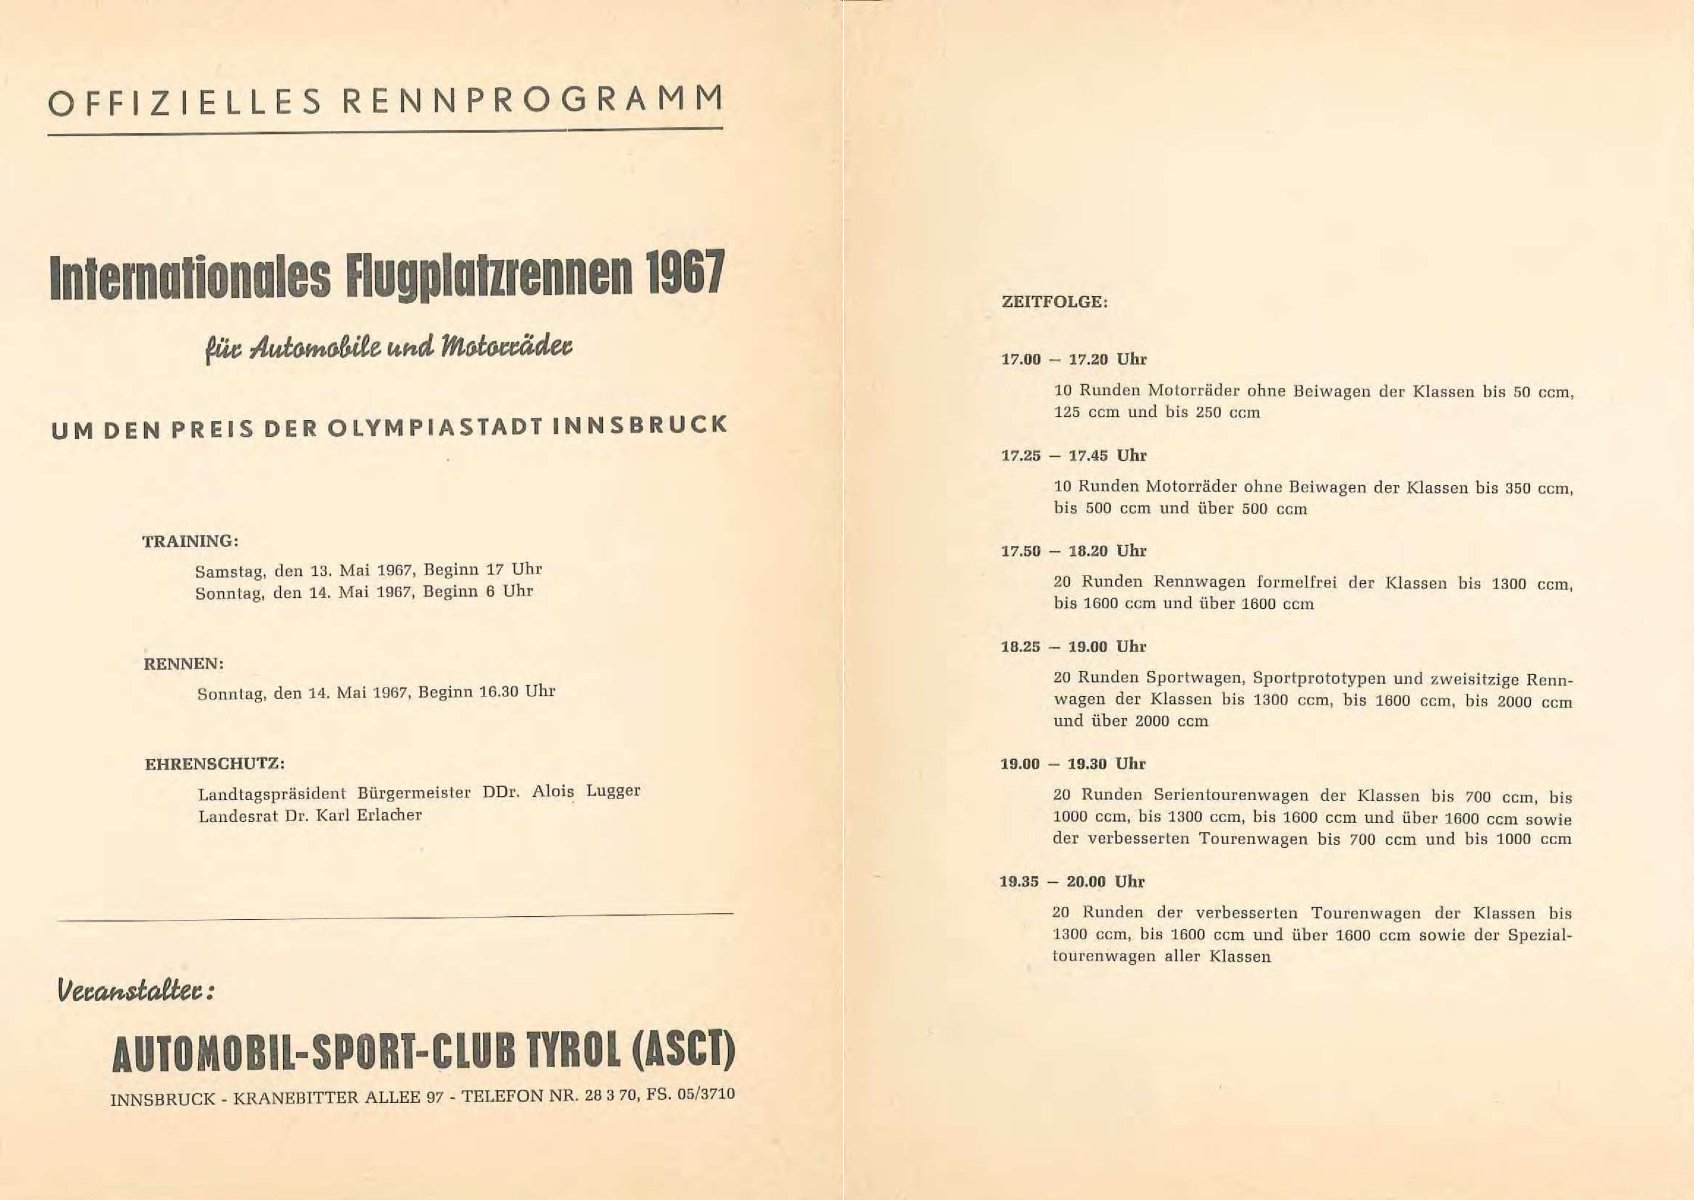 OFFIZIELLES RENNPROGRAMM
Internationales Flugplatzrennen 1967
für Automobile und Motorräder
UM DEN PREIS DER OLYMPIASTADT INNSBRUCK
TRAINING:
Samstag, den 13. Mai 1967, Beginn 17 Uhr
Sonntag, den 14. Mai 1967, Beginn 6 Uhr
RENNEN:
Sonntag, den 14. Mai 1967, Beginn 16.30 Uhr
EHRENSCHUTZ:
Landtagspräsident Bürgermeister DDr. Alois Lugger
Landesrat Dr. Karl Erlacher
Veranstalter:
AUTOMOBIL-SPORT-CLUB TYROL (ASCT)
INNSBRUCK - KRANEBITTER ALLEE 97 - TELEFON NR. 28 3 70, FS. 05/3710
ZEITFOLGE:
17.00 — 17.20 Uhr
10 Runden Motorräder ohne Beiwagen der Klassen bis 50 ccm,
125 ccm und bis 250 ccm
17.25 — 17.45 Uhr
10 Runden Motorräder ohne Beiwagen der Klassen bis 350 ccm,
bis 500 ccm und über 500 ccm
17.50 — 18.20 Uhr
20 Runden Rennwagen formelfrei der Klassen bis 1300 ccm,
bis 1600 ccm und über 1600 ccm
18.25 — 19.00 Uhr
20 Runden Sportwagen, Sportprototypen und zweisitzige Renn-
wagen der Klassen bis 1300 ccm, bis 1600 ccm, bis 2000 ccm
und über 2000 ccm
19.00 — 19.30 Uhr
20 Runden Serientourenwagen der Klassen bis 700 ccm, bis
1000 ccm, bis 1300 ccm, bis 1600 ccm und über 1600 ccm sowie
der verbesserten Tourenwagen bis 700 ccm und bis 1000 ccm
19.35 — 20.00 Uhr
20 Runden der verbesserten Tourenwagen der Klassen bis
1300 ccm, bis 1600 ccm und über 1600 ccm sowie der Spezial-
tourenwagen aller Klassen